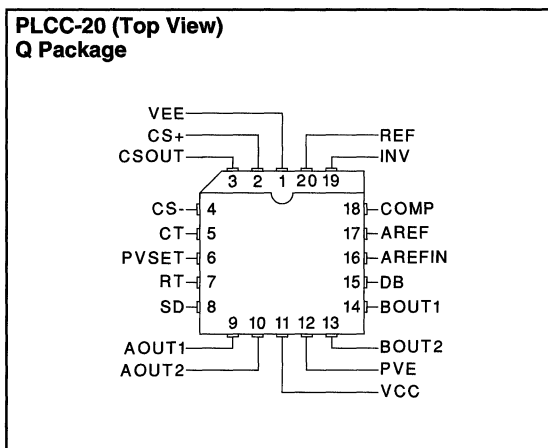 PLCC-20 (Top View)
Q Package
VEE
CS+
CSOUT
REF
INV
3 2 1 20 19
CS- 4
CT 5
PVSET 6
RT 7
SD 8
18 COMP
17 AREF
16 AREFIN
15 DB
14 BOUT1
9 10 11 12 13
AOUT1
AOUT2
BOUT2
PVE
VCC